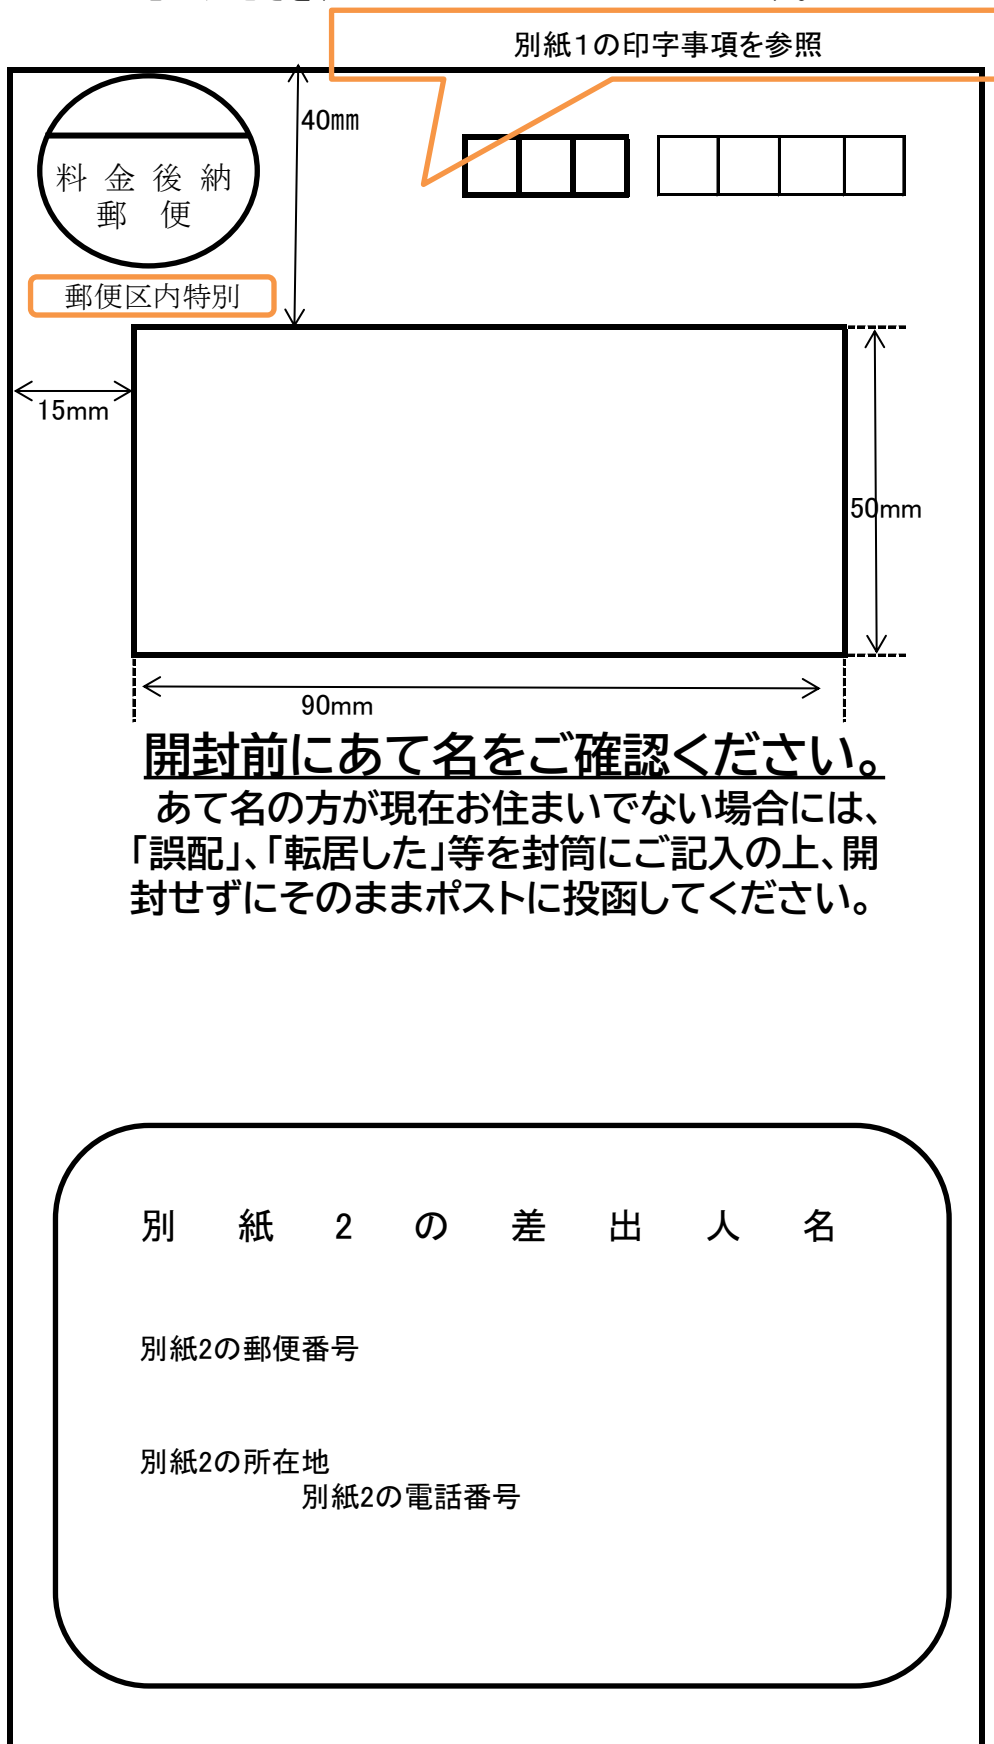 別紙１の印字事項を参照
40mm
料金後納
郵便
郵便区内特別
15mm
50mm
90mm
開封前にあて名をご確認ください。
あて名の方が現在お住まいでない場合には、
「誤配」、「転居した」等を封筒にご記入の上、開
封せずにそのままポストに投函してください。
別紙2の差出人名
別紙2の郵便番号
別紙2の所在地
別紙2の電話番号